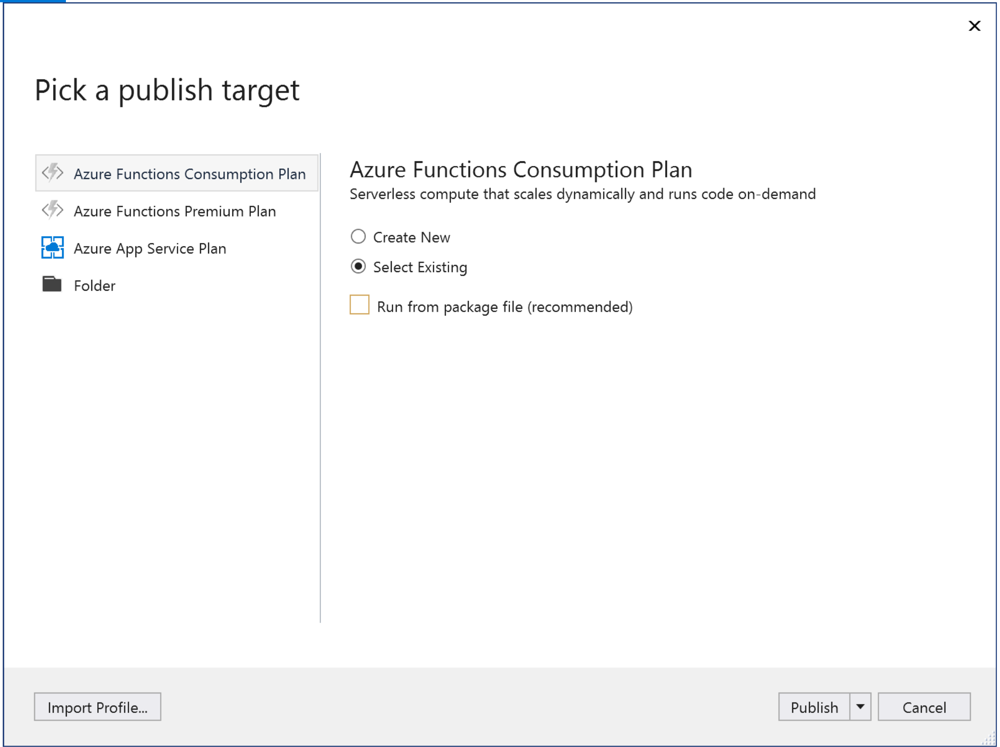 Pick a publish target
Azure Functions Consumption Plan
Azure Functions Premium Plan
Azure App Service Plan
Folder
Azure Functions Consumption Plan
Serverless compute that scales dynamically and runs code on-demand
Create New
Select Existing
Run from package file (recommended)
Import Profile...
Publish
Cancel